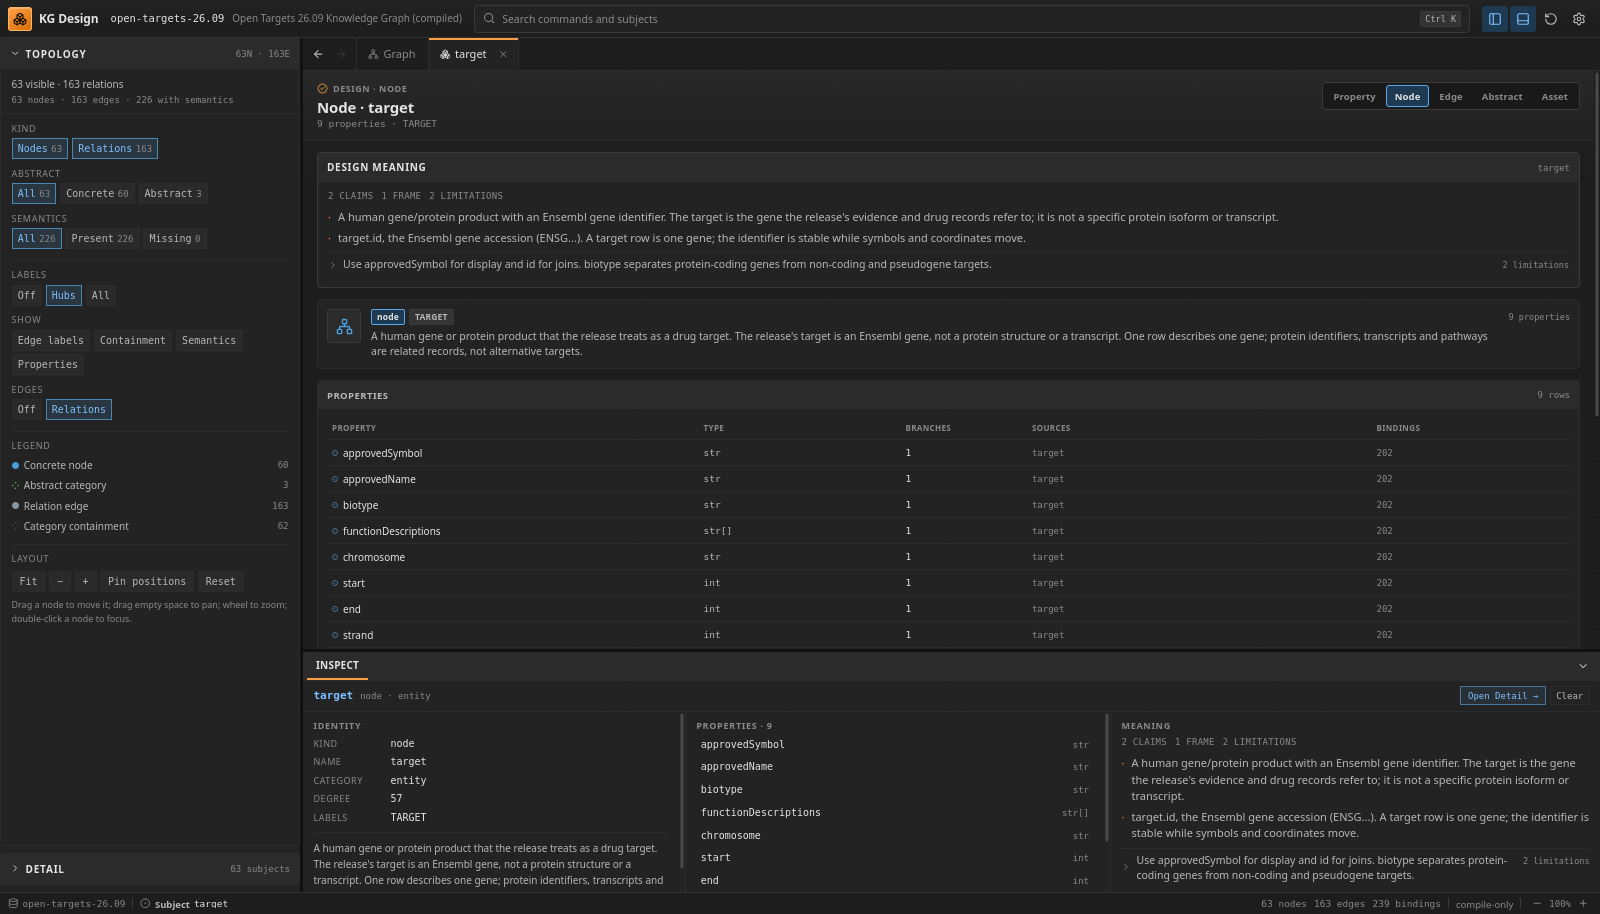 KG Design open-targets-26.09 Open Targets 26.09 Knowledge Graph (compiled) Search commands and subjects Ctrl K
TOPOLOGY 63N · 163E
63 visible · 163 relations
63 nodes · 163 edges · 226 with semantics
KIND
Nodes 63 Relations 163
ABSTRACT
All 63 Concrete 60 Abstract 3
SEMANTICS
All 226 Present 226 Missing 0
LABELS
Off Hubs All
SHOW
Edge labels Containment Semantics
Properties
EDGES
Off Relations
LEGEND
Concrete node 60
Abstract category 3
Relation edge 163
Category containment 62
LAYOUT
Fit − + Pin positions Reset
Drag a node to move it; drag empty space to pan; wheel to zoom;
double-click a node to focus.
DETAIL 63 subjects
Graph target
DESIGN · NODE
Node · target
9 properties · TARGET
Property Node Edge Abstract Asset
DESIGN MEANING target
2 CLAIMS 1 FRAME 2 LIMITATIONS
· A human gene/protein product with an Ensembl gene identifier. The target is the gene the release's evidence and drug records refer to; it is not a specific protein isoform or transcript.
· target.id, the Ensembl gene accession (ENSG…). A target row is one gene; the identifier is stable while symbols and coordinates move.
Use approvedSymbol for display and id for joins. biotype separates protein-coding genes from non-coding and pseudogene targets. 2 limitations
node TARGET 9 properties
A human gene or protein product that the release treats as a drug target. The release's target is an Ensembl gene, not a protein structure or a transcript. One row describes one gene; protein identifiers, transcripts and pathways
are related records, not alternative targets.
PROPERTIES 9 rows
PROPERTY TYPE BRANCHES SOURCES BINDINGS
approvedSymbol str 1 target 202
approvedName str 1 target 202
biotype str 1 target 202
functionDescriptions str[] 1 target 202
chromosome str 1 target 202
start int 1 target 202
end int 1 target 202
strand int 1 target 202
INSPECT
target node · entity Open Detail → Clear
IDENTITY
KIND node
NAME target
CATEGORY entity
DEGREE 57
LABELS TARGET
A human gene or protein product that the release treats as a drug target.
The release's target is an Ensembl gene, not a protein structure or a
transcript. One row describes one gene; protein identifiers, transcripts and
PROPERTIES · 9
approvedSymbol str
approvedName str
biotype str
functionDescriptions str[]
chromosome str
start int
end int
MEANING
2 CLAIMS 1 FRAME 2 LIMITATIONS
· A human gene/protein product with an Ensembl gene identifier. The target is the gene
the release's evidence and drug records refer to; it is not a specific protein isoform or
transcript.
· target.id, the Ensembl gene accession (ENSG…). A target row is one gene; the identifier is
stable while symbols and coordinates move.
Use approvedSymbol for display and id for joins. biotype separates protein- 2 limitations
coding genes from non-coding and pseudogene targets.
open-targets-26.09 Subject target 63 nodes 163 edges 239 bindings compile-only − 100% +